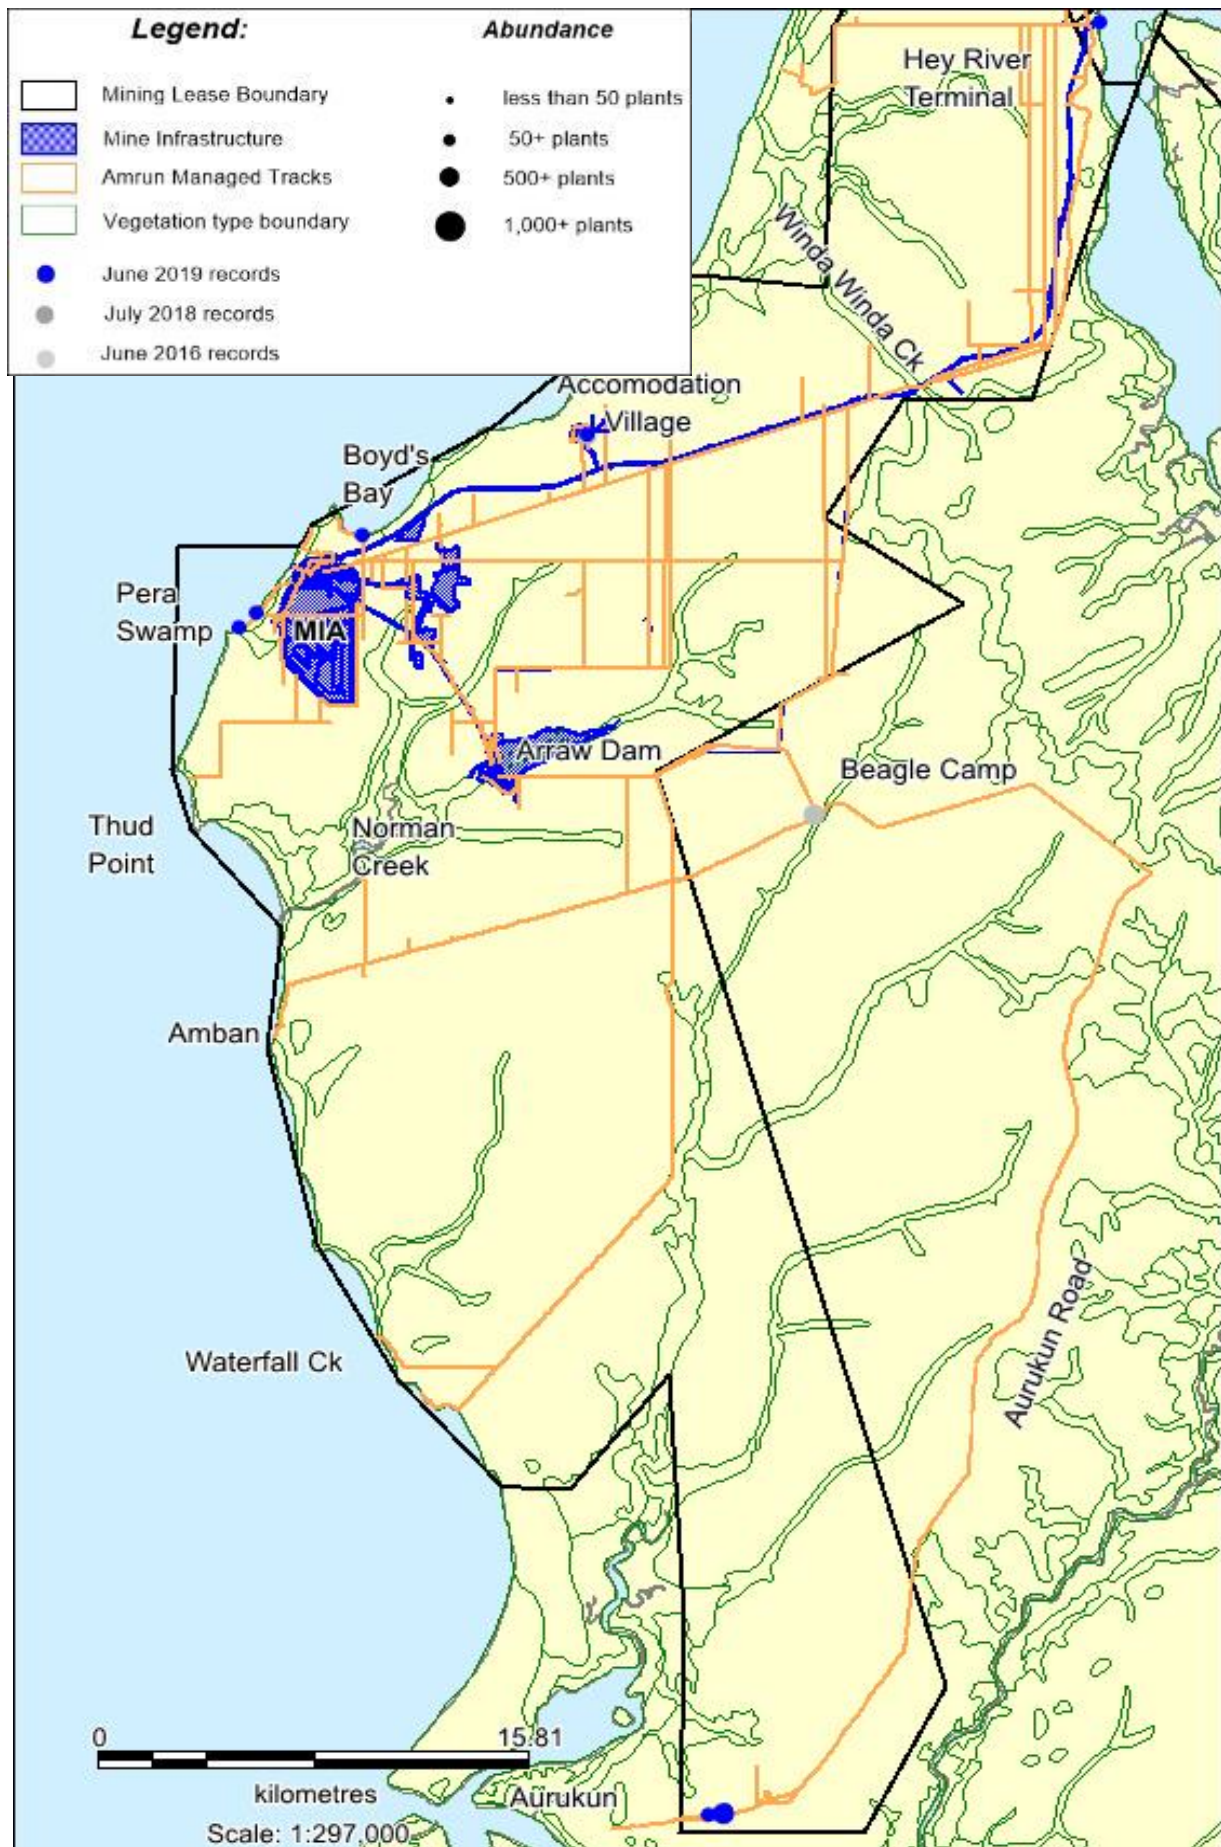 Legend:
Abundance
Mining Lease Boundary
less than 50 plants
Mine Infrastructure
50+ plants
Amrun Managed Tracks
500+ plants
Vegetation type boundary
1,000+ plants
June 2019 records
July 2018 records
June 2016 records
Hey River
Terminal
Winda Winda Ck
Accomodation
Village
Boyd's
Bay
Pera
Swamp
MIA
Arraw Dam
Beagle Camp
Thud
Point
Norman
Creek
Amban
Aurukun Road
Waterfall Ck
0
15.81
kilometres
Scale: 1:297,000
Aurukun